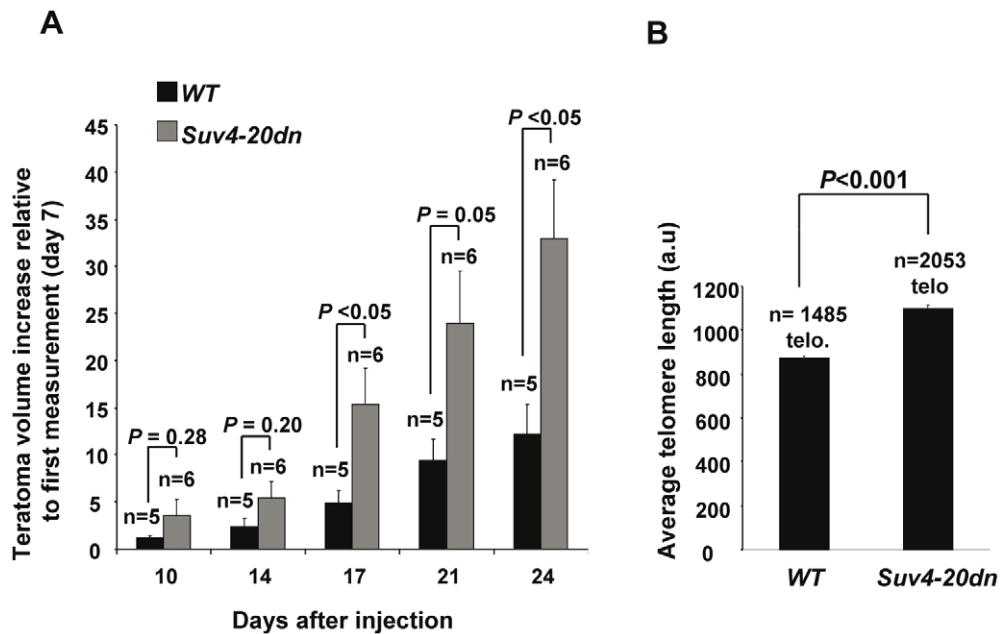 A
WT
Suv4-20dn
Teratoma volume increase relative
to first measurement (day 7)
45
40
35
30
25
20
15
10
5
0
P = 0.28
n=5
n=6
P = 0.20
n=5
n=6
P <0.05
n=5
n=6
P = 0.05
n=5
n=6
P <0.05
n=5
n=6
10 14 17 21 24
Days after injection
B
Average telomere length (a.u)
1200
1000
800
600
400
200
0
P<0.001
n= 1485
telo.
n=2053
telo
WT Suv4-20dn